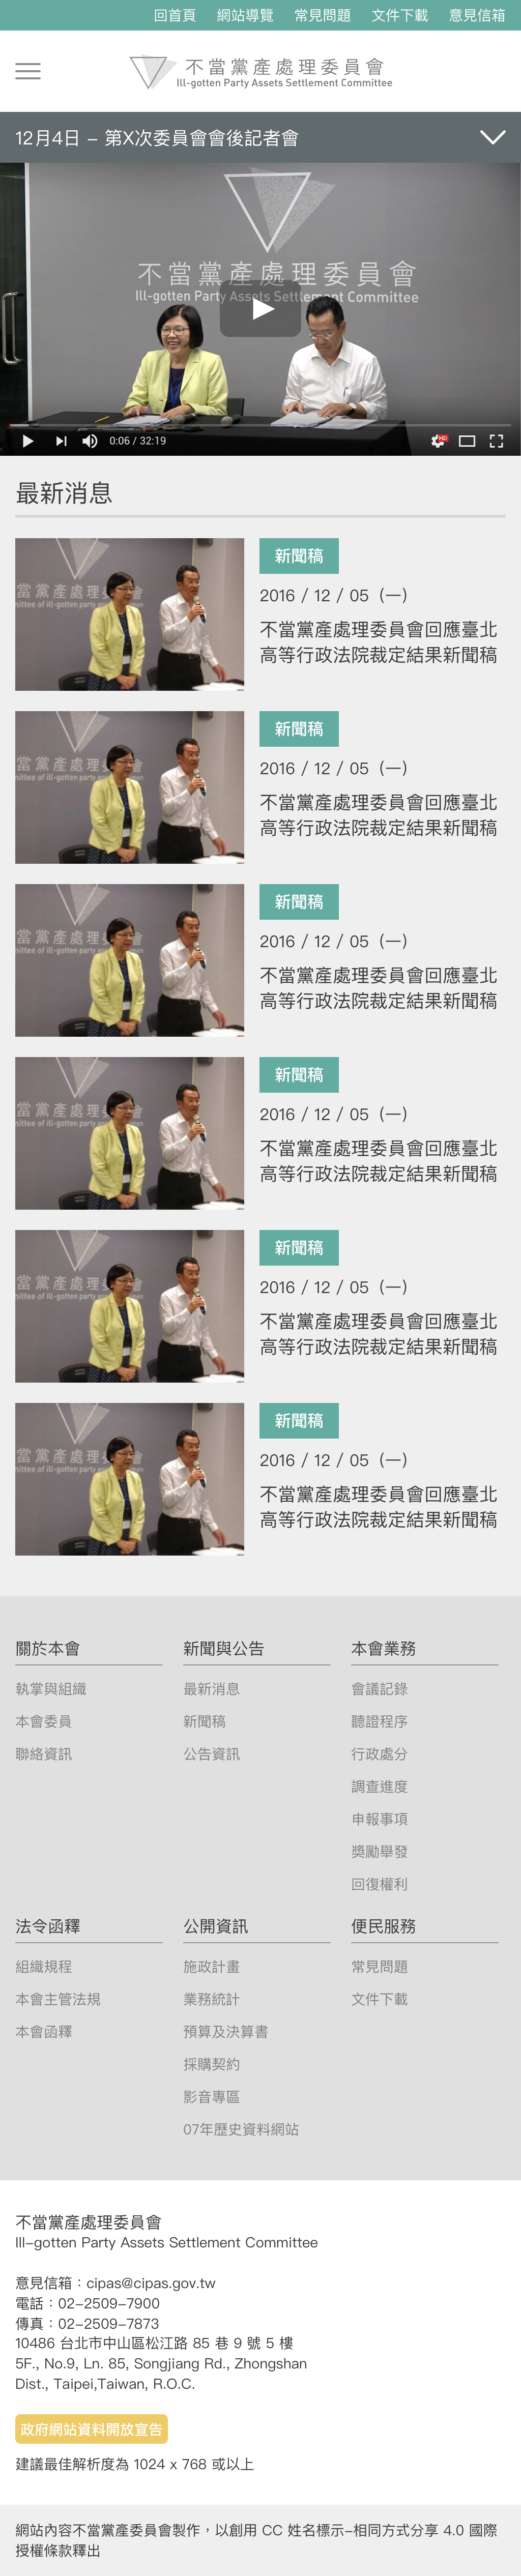 回首頁 網站導覽 常見問題 文件下載 意見信箱
不當黨產處理委員會
Ill-gotten Party Assets Settlement Committee
12月4日 – 第X次委員會會後記者會
不當黨產處理委員會
Ill-gotten Party Assets Settlement Committee
0:06 / 32:19
HD
最新消息
當黨產處理委員會
新聞稿
2016 / 12 / 05 (一)
不當黨產處理委員會回應臺北
高等行政法院裁定結果新聞稿
新聞稿
2016 / 12 / 05 (一)
不當黨產處理委員會回應臺北
高等行政法院裁定結果新聞稿
新聞稿
2016 / 12 / 05 (一)
不當黨產處理委員會回應臺北
高等行政法院裁定結果新聞稿
新聞稿
2016 / 12 / 05 (一)
不當黨產處理委員會回應臺北
高等行政法院裁定結果新聞稿
新聞稿
2016 / 12 / 05 (一)
不當黨產處理委員會回應臺北
高等行政法院裁定結果新聞稿
新聞稿
2016 / 12 / 05 (一)
不當黨產處理委員會回應臺北
高等行政法院裁定結果新聞稿
關於本會
執掌與組織
本會委員
聯絡資訊
新聞與公告
最新消息
新聞稿
公告資訊
本會業務
會議記錄
聽證程序
行政處分
調查進度
申報事項
獎勵舉發
回復權利
法令函釋
組織規程
本會主管法規
本會函釋
公開資訊
施政計畫
業務統計
預算及決算書
採購契約
影音專區
07年歷史資料網站
便民服務
常見問題
文件下載
不當黨產處理委員會
Ill-gotten Party Assets Settlement Committee
意見信箱：cipas@cipas.gov.tw
電話：02-2509-7900
傳真：02-2509-7873
10486 台北市中山區松江路 85 巷 9 號 5 樓
5F., No.9, Ln. 85, Songjiang Rd., Zhongshan
Dist., Taipei,Taiwan, R.O.C.
政府網站資料開放宣告
建議最佳解析度為 1024 x 768 或以上
網站內容不當黨產委員會製作，以創用 CC 姓名標示-相同方式分享 4.0 國際
授權條款釋出